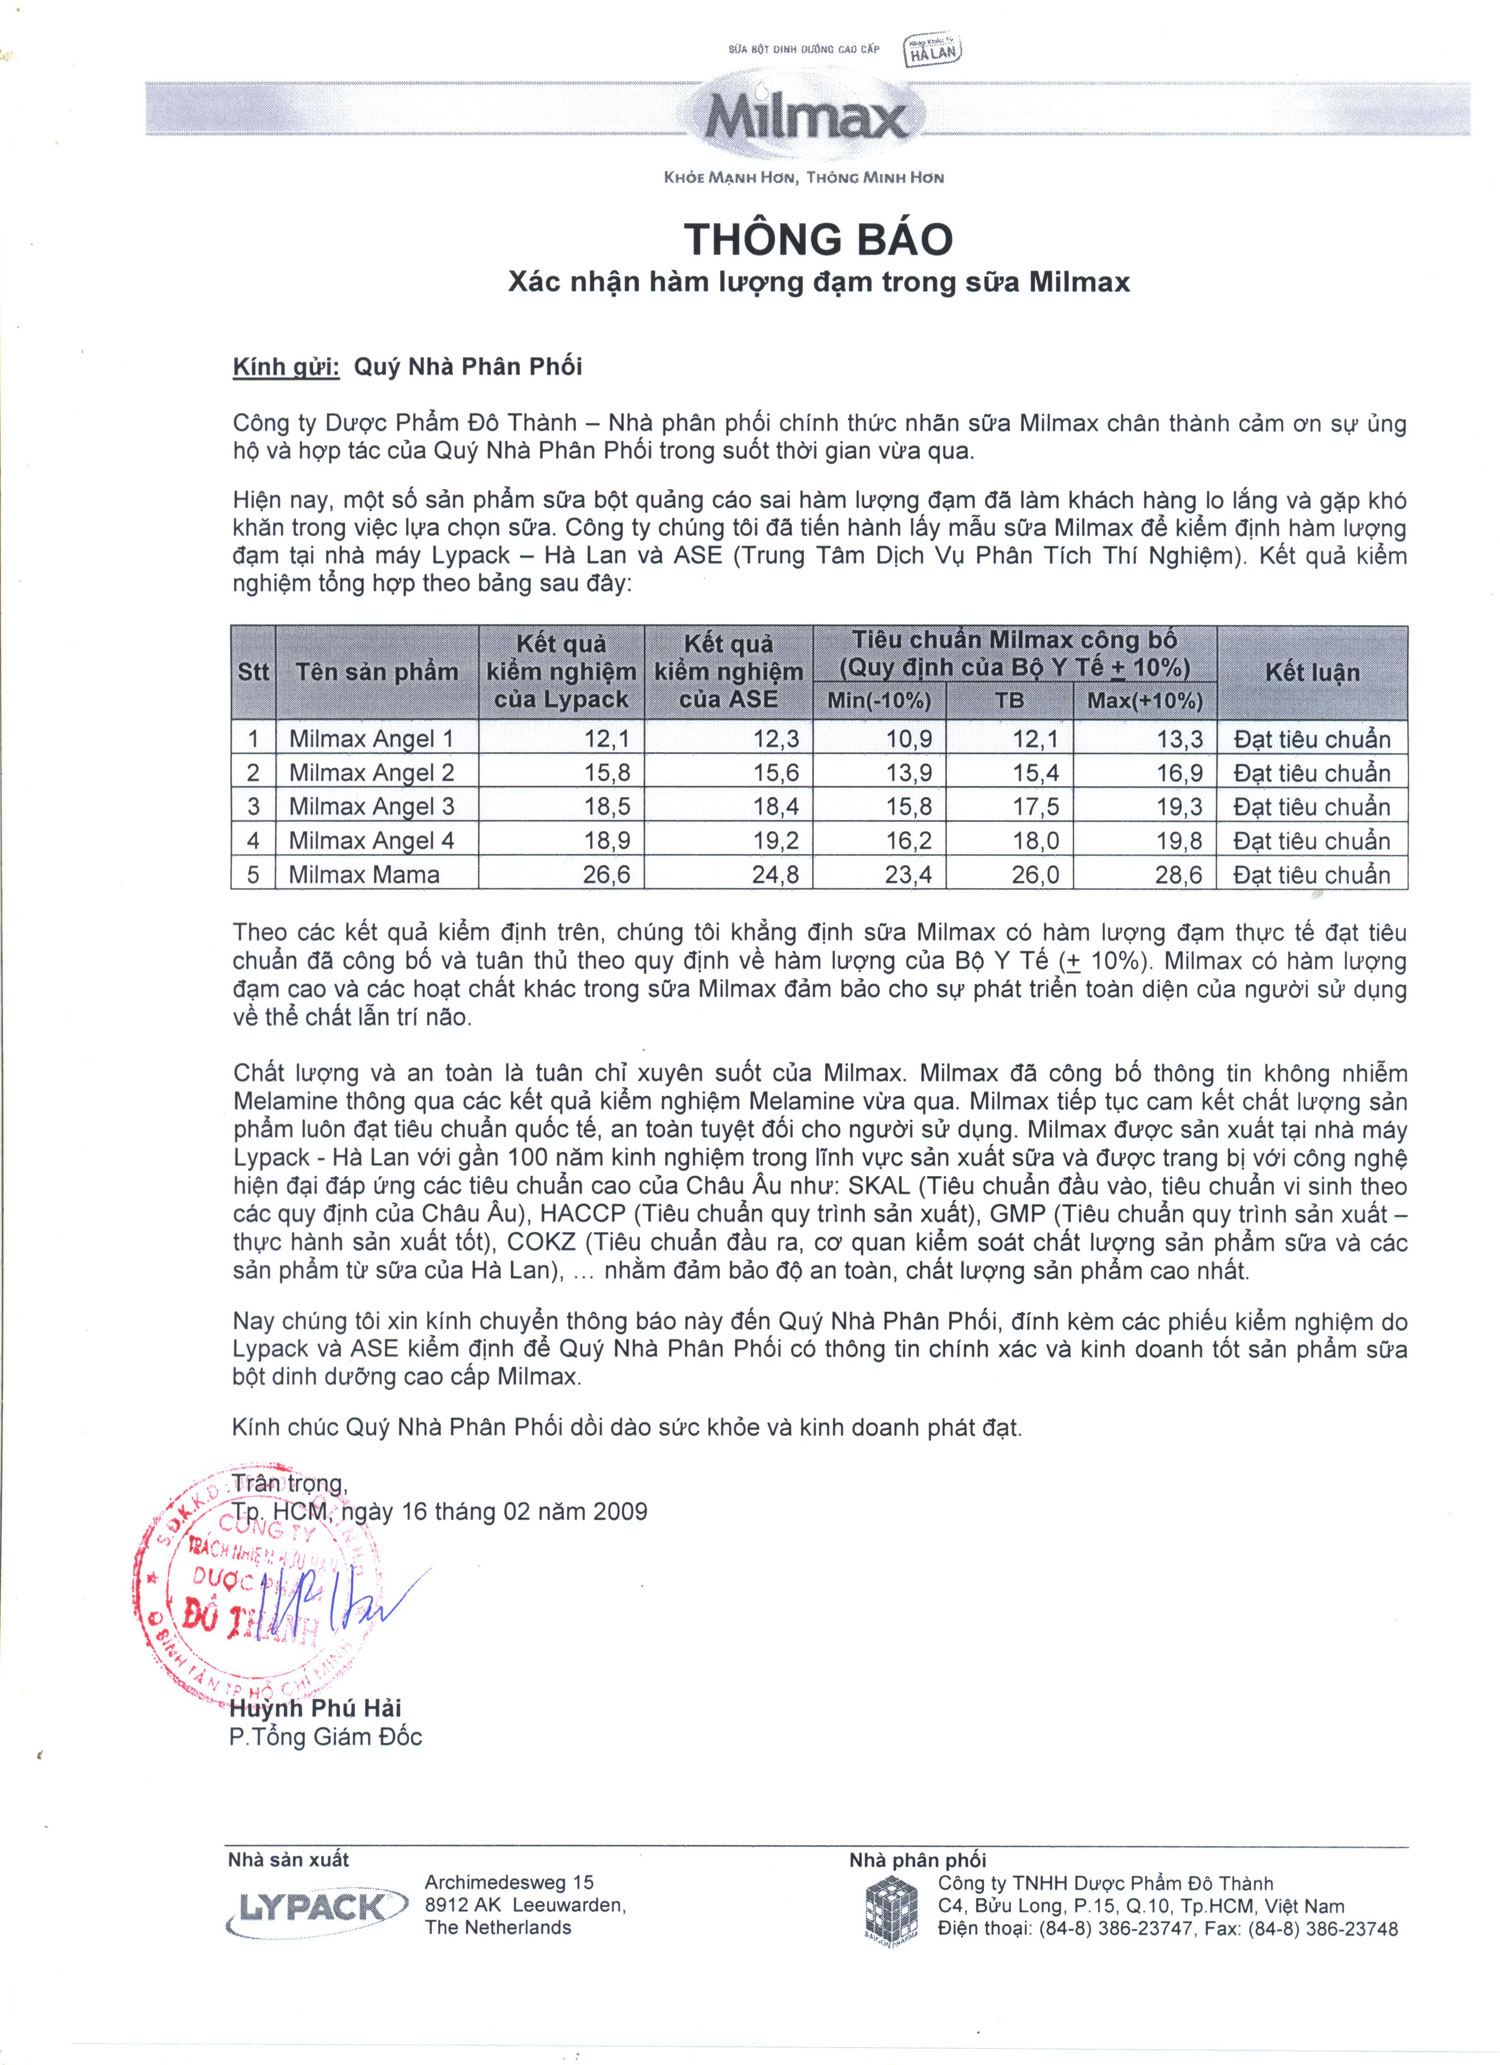 SỮA BỘT DINH DƯỠNG CAO CẤP
Nhập Khẩu Từ
HÀ LAN
Milmax
KHỎE MẠNH HƠN, THÔNG MINH HƠN
THÔNG BÁO
Xác nhận hàm lượng đạm trong sữa Milmax
Kính gửi: Quý Nhà Phân Phối
Công ty Dược Phẩm Đô Thành – Nhà phân phối chính thức nhãn sữa Milmax chân thành cảm ơn sự ủng
hộ và hợp tác của Quý Nhà Phân Phối trong suốt thời gian vừa qua.
Hiện nay, một số sản phẩm sữa bột quảng cáo sai hàm lượng đạm đã làm khách hàng lo lắng và gặp khó
khăn trong việc lựa chọn sữa. Công ty chúng tôi đã tiến hành lấy mẫu sữa Milmax để kiểm định hàm lượng
đạm tại nhà máy Lypack – Hà Lan và ASE (Trung Tâm Dịch Vụ Phân Tích Thí Nghiệm). Kết quả kiểm
nghiệm tổng hợp theo bảng sau đây:
Stt Tên sản phẩm Kết quả kiểm nghiệm của Lypack Kết quả kiểm nghiệm của ASE Tiêu chuẩn Milmax công bố (Quy định của Bộ Y Tế ± 10%) Kết luận
Min(-10%) TB Max(+10%)
1 Milmax Angel 1 12,1 12,3 10,9 12,1 13,3 Đạt tiêu chuẩn
2 Milmax Angel 2 15,8 15,6 13,9 15,4 16,9 Đạt tiêu chuẩn
3 Milmax Angel 3 18,5 18,4 15,8 17,5 19,3 Đạt tiêu chuẩn
4 Milmax Angel 4 18,9 19,2 16,2 18,0 19,8 Đạt tiêu chuẩn
5 Milmax Mama 26,6 24,8 23,4 26,0 28,6 Đạt tiêu chuẩn
Theo các kết quả kiểm định trên, chúng tôi khẳng định sữa Milmax có hàm lượng đạm thực tế đạt tiêu
chuẩn đã công bố và tuân thủ theo quy định về hàm lượng của Bộ Y Tế (± 10%). Milmax có hàm lượng
đạm cao và các hoạt chất khác trong sữa Milmax đảm bảo cho sự phát triển toàn diện của người sử dụng
về thể chất lẫn trí não.
Chất lượng và an toàn là tuân chỉ xuyên suốt của Milmax. Milmax đã công bố thông tin không nhiễm
Melamine thông qua các kết quả kiểm nghiệm Melamine vừa qua. Milmax tiếp tục cam kết chất lượng sản
phẩm luôn đạt tiêu chuẩn quốc tế, an toàn tuyệt đối cho người sử dụng. Milmax được sản xuất tại nhà máy
Lypack - Hà Lan với gần 100 năm kinh nghiệm trong lĩnh vực sản xuất sữa và được trang bị với công nghệ
hiện đại đáp ứng các tiêu chuẩn cao của Châu Âu như: SKAL (Tiêu chuẩn đầu vào, tiêu chuẩn vi sinh theo
các quy định của Châu Âu), HACCP (Tiêu chuẩn quy trình sản xuất), GMP (Tiêu chuẩn quy trình sản xuất –
thực hành sản xuất tốt), COKZ (Tiêu chuẩn đầu ra, cơ quan kiểm soát chất lượng sản phẩm sữa và các
sản phẩm từ sữa của Hà Lan), ... nhằm đảm bảo độ an toàn, chất lượng sản phẩm cao nhất.
Nay chúng tôi xin kính chuyển thông báo này đến Quý Nhà Phân Phối, đính kèm các phiếu kiểm nghiệm do
Lypack và ASE kiểm định để Quý Nhà Phân Phối có thông tin chính xác và kinh doanh tốt sản phẩm sữa
bột dinh dưỡng cao cấp Milmax.
Kính chúc Quý Nhà Phân Phối dồi dào sức khỏe và kinh doanh phát đạt.
Trân trọng,
Tp. HCM, ngày 16 tháng 02 năm 2009
S.Đ.K.K.D:
CÔNG TY
TRÁCH NHIỆM HỮU HẠN
DƯỢC PHẨM
ĐÔ THÀNH
Q BÌNH TÂN TP HỒ CHÍ MINH
Huỳnh Phú Hải
P.Tổng Giám Đốc
Nhà sản xuất
LYPACK
Archimedesweg 15
8912 AK Leeuwarden,
The Netherlands
Nhà phân phối
Công ty TNHH Dược Phẩm Đô Thành
C4, Bửu Long, P.15, Q.10, Tp.HCM, Việt Nam
Điện thoại: (84-8) 386-23747, Fax: (84-8) 386-23748
SAIGON PHARMA